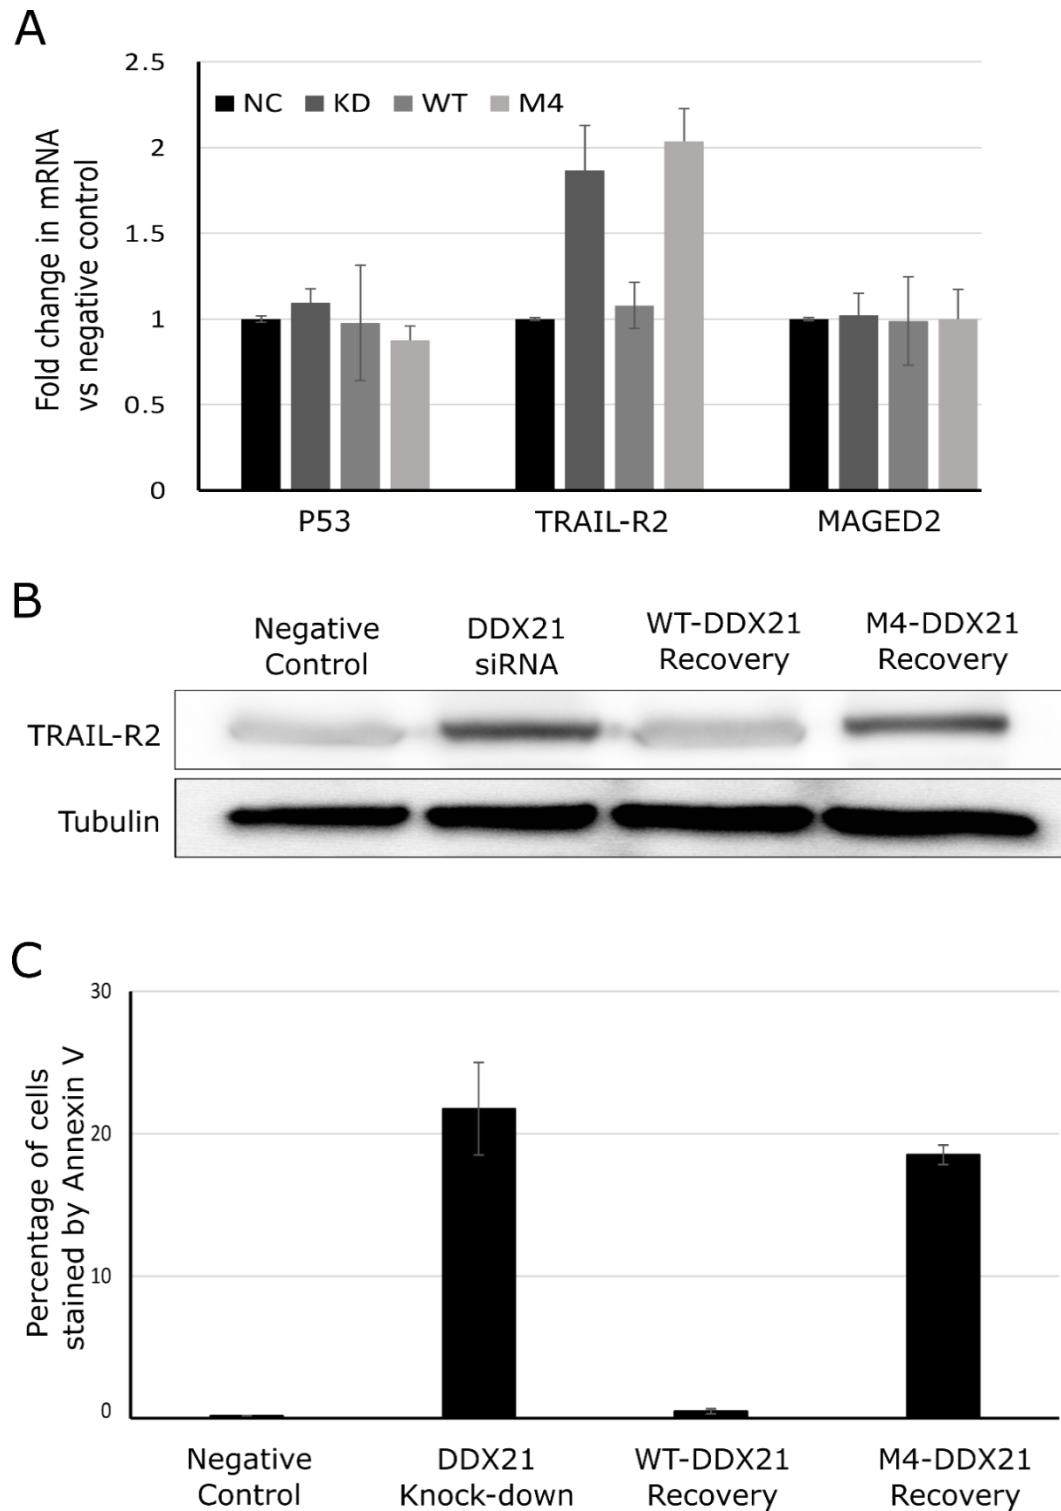 A
Fold change in mRNA
vs negative control
2.5
2
1.5
1
0.5
0
NC KD WT M4
P53 TRAIL-R2 MAGED2
B
Negative
Control
DDX21
siRNA
WT-DDX21
Recovery
M4-DDX21
Recovery
TRAIL-R2
Tubulin
C
Percentage of cells
stained by Annexin V
30
20
10
0
Negative
Control
DDX21
Knock-down
WT-DDX21
Recovery
M4-DDX21
Recovery